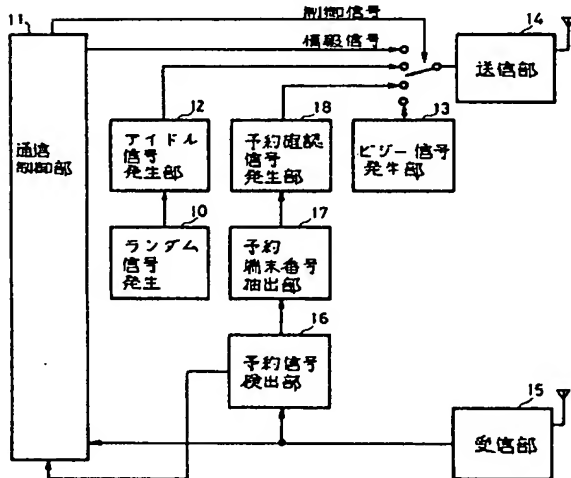 11
制御信号
情報信号
14
送信部
通信
制御部
12
アイドル
信号
発生部
18
予約確認
信号
発生部
13
ビジー信号
発生部
10
ランダム
信号
発生
17
予約
端末番号
抽出部
16
予約信号
検出部
15
受信部